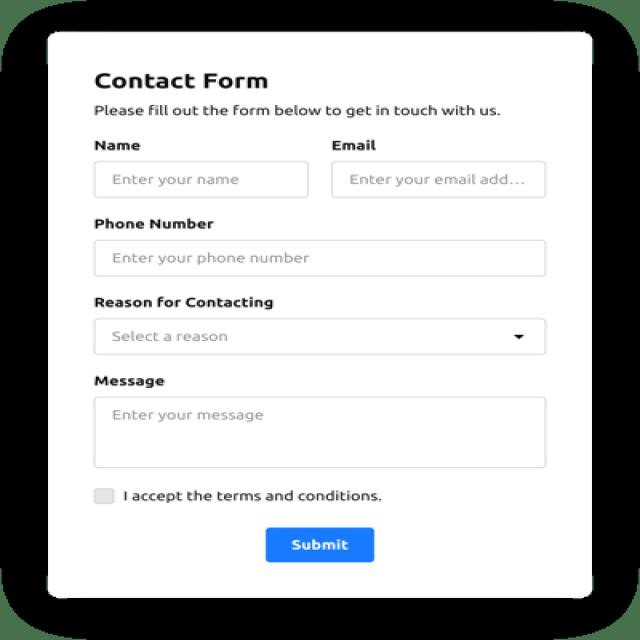 Contact Form
Please fill out the form below to get in touch with us.
Name
Email
Enter your name
Enter your email add...
Phone Number
Enter your phone number
Reason for Contacting
Select a reason
Message
Enter your message
I accept the terms and conditions.
Submit